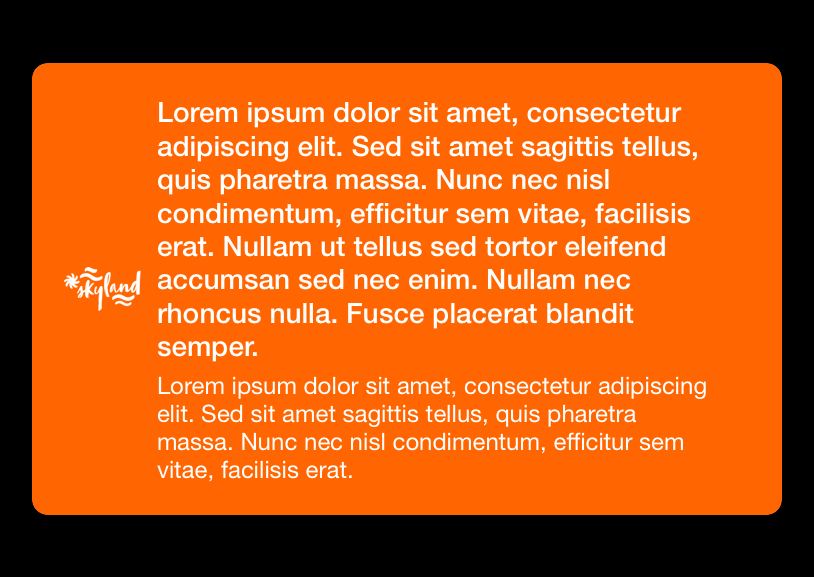 Lorem ipsum dolor sit amet, consectetur
adipiscing elit. Sed sit amet sagittis tellus,
quis pharetra massa. Nunc nec nisl
condimentum, efficitur sem vitae, facilisis
erat. Nullam ut tellus sed tortor eleifend
skyland
accumsan sed nec enim. Nullam nec
rhoncus nulla. Fusce placerat blandit
semper.
Lorem ipsum dolor sit amet, consectetur adipiscing
elit. Sed sit amet sagittis tellus, quis pharetra
massa. Nunc nec nisl condimentum, efficitur sem
vitae, facilisis erat.